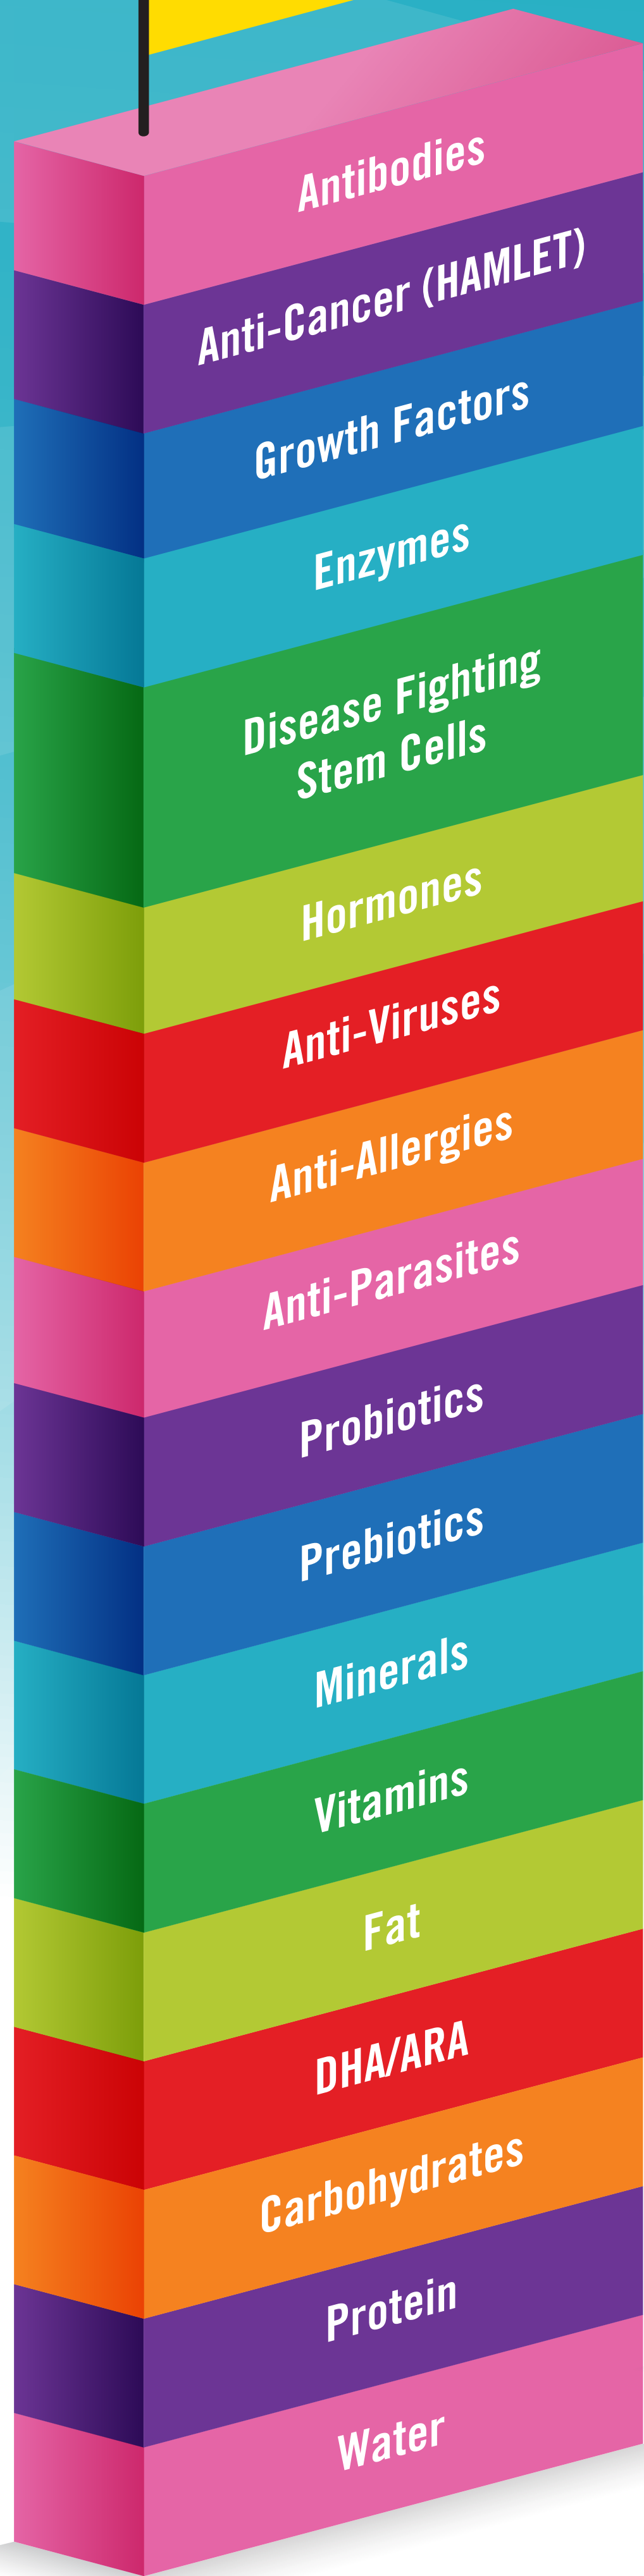 Antibodies
Anti-Cancer (HAMLET)
Growth Factors
Enzymes
Disease Fighting
Stem Cells
Hormones
Anti-Viruses
Anti-Allergies
Anti-Parasites
Probiotics
Prebiotics
Minerals
Vitamins
Fat
DHA/ARA
Carbohydrates
Protein
Water